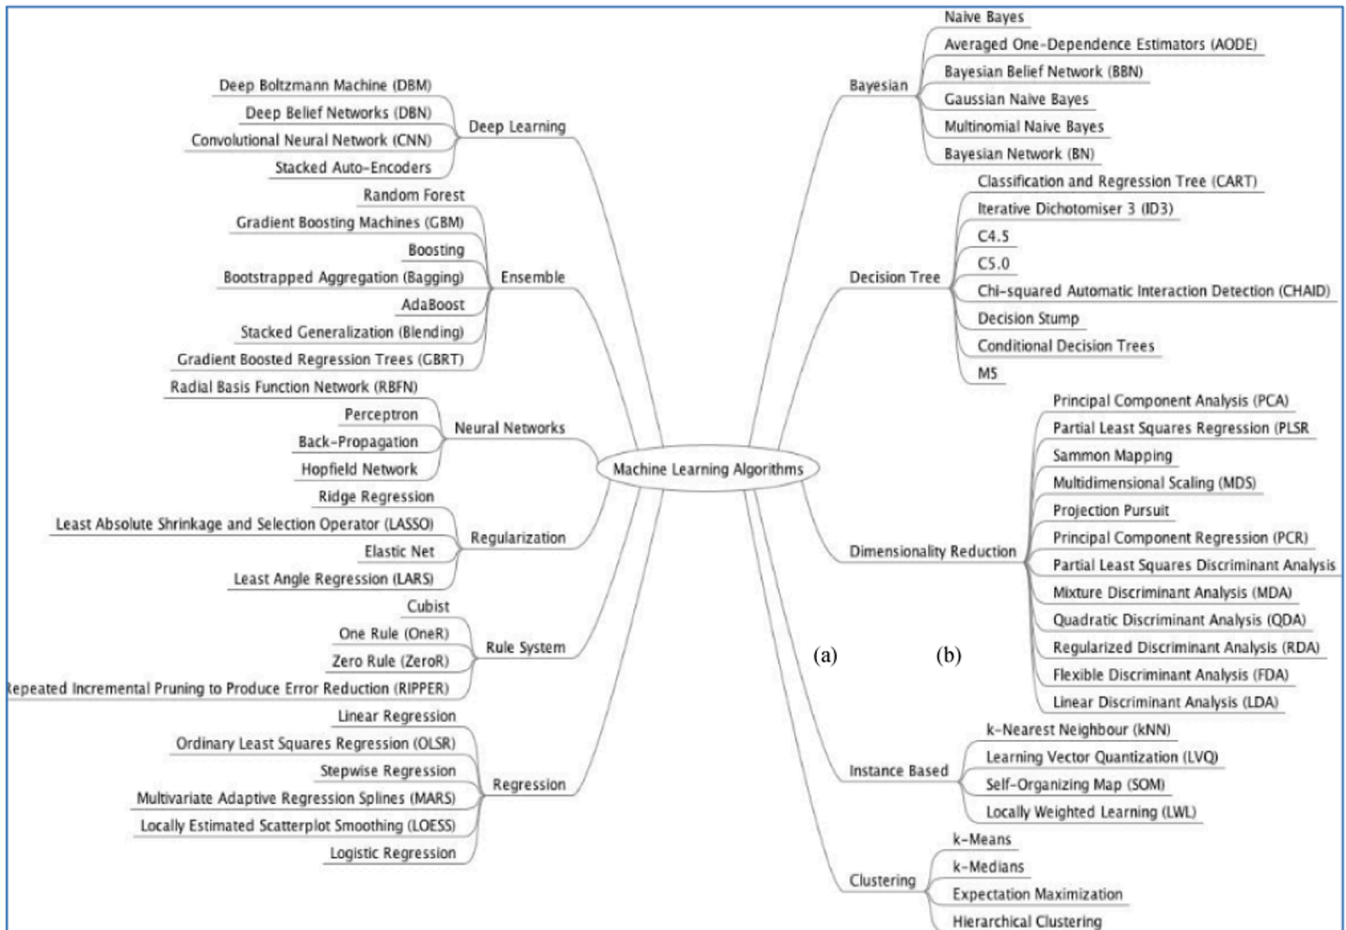 Deep Boltzmann Machine (DBM)
Deep Belief Networks (DBN)
Convolutional Neural Network (CNN)
Stacked Auto-Encoders
Deep Learning
Random Forest
Gradient Boosting Machines (GBM)
Boosting
Bootstrapped Aggregation (Bagging)
AdaBoost
Stacked Generalization (Blending)
Gradient Boosted Regression Trees (GBRT)
Ensemble
Radial Basis Function Network (RBFN)
Perceptron
Back-Propagation
Hopfield Network
Neural Networks
Ridge Regression
Least Absolute Shrinkage and Selection Operator (LASSO)
Elastic Net
Least Angle Regression (LARS)
Regularization
Cubist
One Rule (OneR)
Zero Rule (ZeroR)
Repeated Incremental Pruning to Produce Error Reduction (RIPPER)
Rule System
Linear Regression
Ordinary Least Squares Regression (OLSR)
Stepwise Regression
Multivariate Adaptive Regression Splines (MARS)
Locally Estimated Scatterplot Smoothing (LOESS)
Logistic Regression
Regression
Machine Learning Algorithms
Bayesian
Naive Bayes
Averaged One-Dependence Estimators (AODE)
Bayesian Belief Network (BBN)
Gaussian Naive Bayes
Multinomial Naive Bayes
Bayesian Network (BN)
Decision Tree
Classification and Regression Tree (CART)
Iterative Dichotomiser 3 (ID3)
C4.5
C5.0
Chi-squared Automatic Interaction Detection (CHAID)
Decision Stump
Conditional Decision Trees
M5
Dimensionality Reduction
Principal Component Analysis (PCA)
Partial Least Squares Regression (PLSR
Sammon Mapping
Multidimensional Scaling (MDS)
Projection Pursuit
Principal Component Regression (PCR)
Partial Least Squares Discriminant Analysis
Mixture Discriminant Analysis (MDA)
Quadratic Discriminant Analysis (QDA)
Regularized Discriminant Analysis (RDA)
Flexible Discriminant Analysis (FDA)
Linear Discriminant Analysis (LDA)
(a) (b)
Instance Based
k-Nearest Neighbour (kNN)
Learning Vector Quantization (LVQ)
Self-Organizing Map (SOM)
Locally Weighted Learning (LWL)
Clustering
k-Means
k-Medians
Expectation Maximization
Hierarchical Clustering